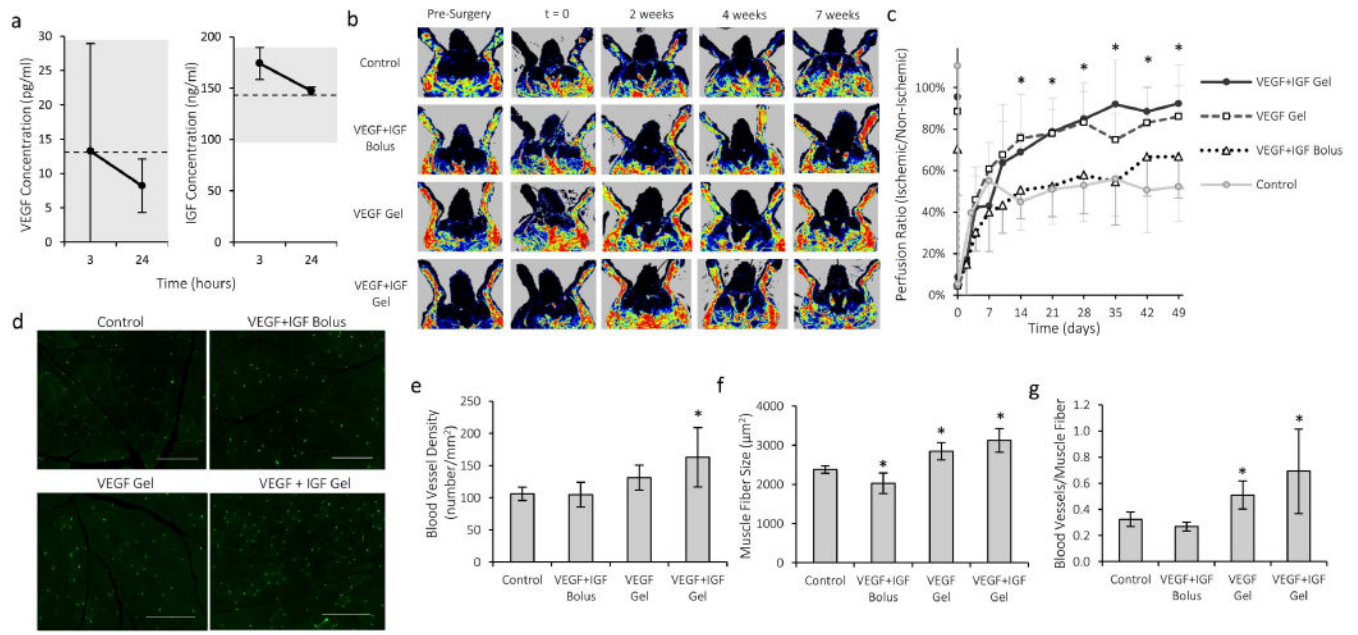 a
VEGF Concentration (pg/ml)
30
25
20
15
10
5
0
3
24
IGF Concentration (ng/ml)
200
150
100
50
0
3
24
Time (hours)
b
Pre-Surgery
t = 0
2 weeks
4 weeks
7 weeks
Control
VEGF+IGF
Bolus
VEGF Gel
VEGF+IGF
Gel
c
Perfusion Ratio (Ischemic/Non-Ischemic)
100%
80%
60%
40%
20%
0%
* * * * * *
0 7 14 21 28 35 42 49
Time (days)
VEGF+IGF Gel
VEGF Gel
VEGF+IGF Bolus
Control
d
Control
VEGF+IGF Bolus
VEGF Gel
VEGF + IGF Gel
e
Blood Vessel Density
(number/mm²)
250
200
150
100
50
0
*
Control
VEGF+IGF
Bolus
VEGF
Gel
VEGF+IGF
Gel
f
Muscle Fiber Size (μm²)
4000
3000
2000
1000
0
* * *
Control
VEGF+IGF
Bolus
VEGF
Gel
VEGF+IGF
Gel
g
Blood Vessels/Muscle Fiber
1.2
1.0
0.8
0.6
0.4
0.2
0.0
* *
Control
VEGF+IGF
Bolus
VEGF
Gel
VEGF+IGF
Gel